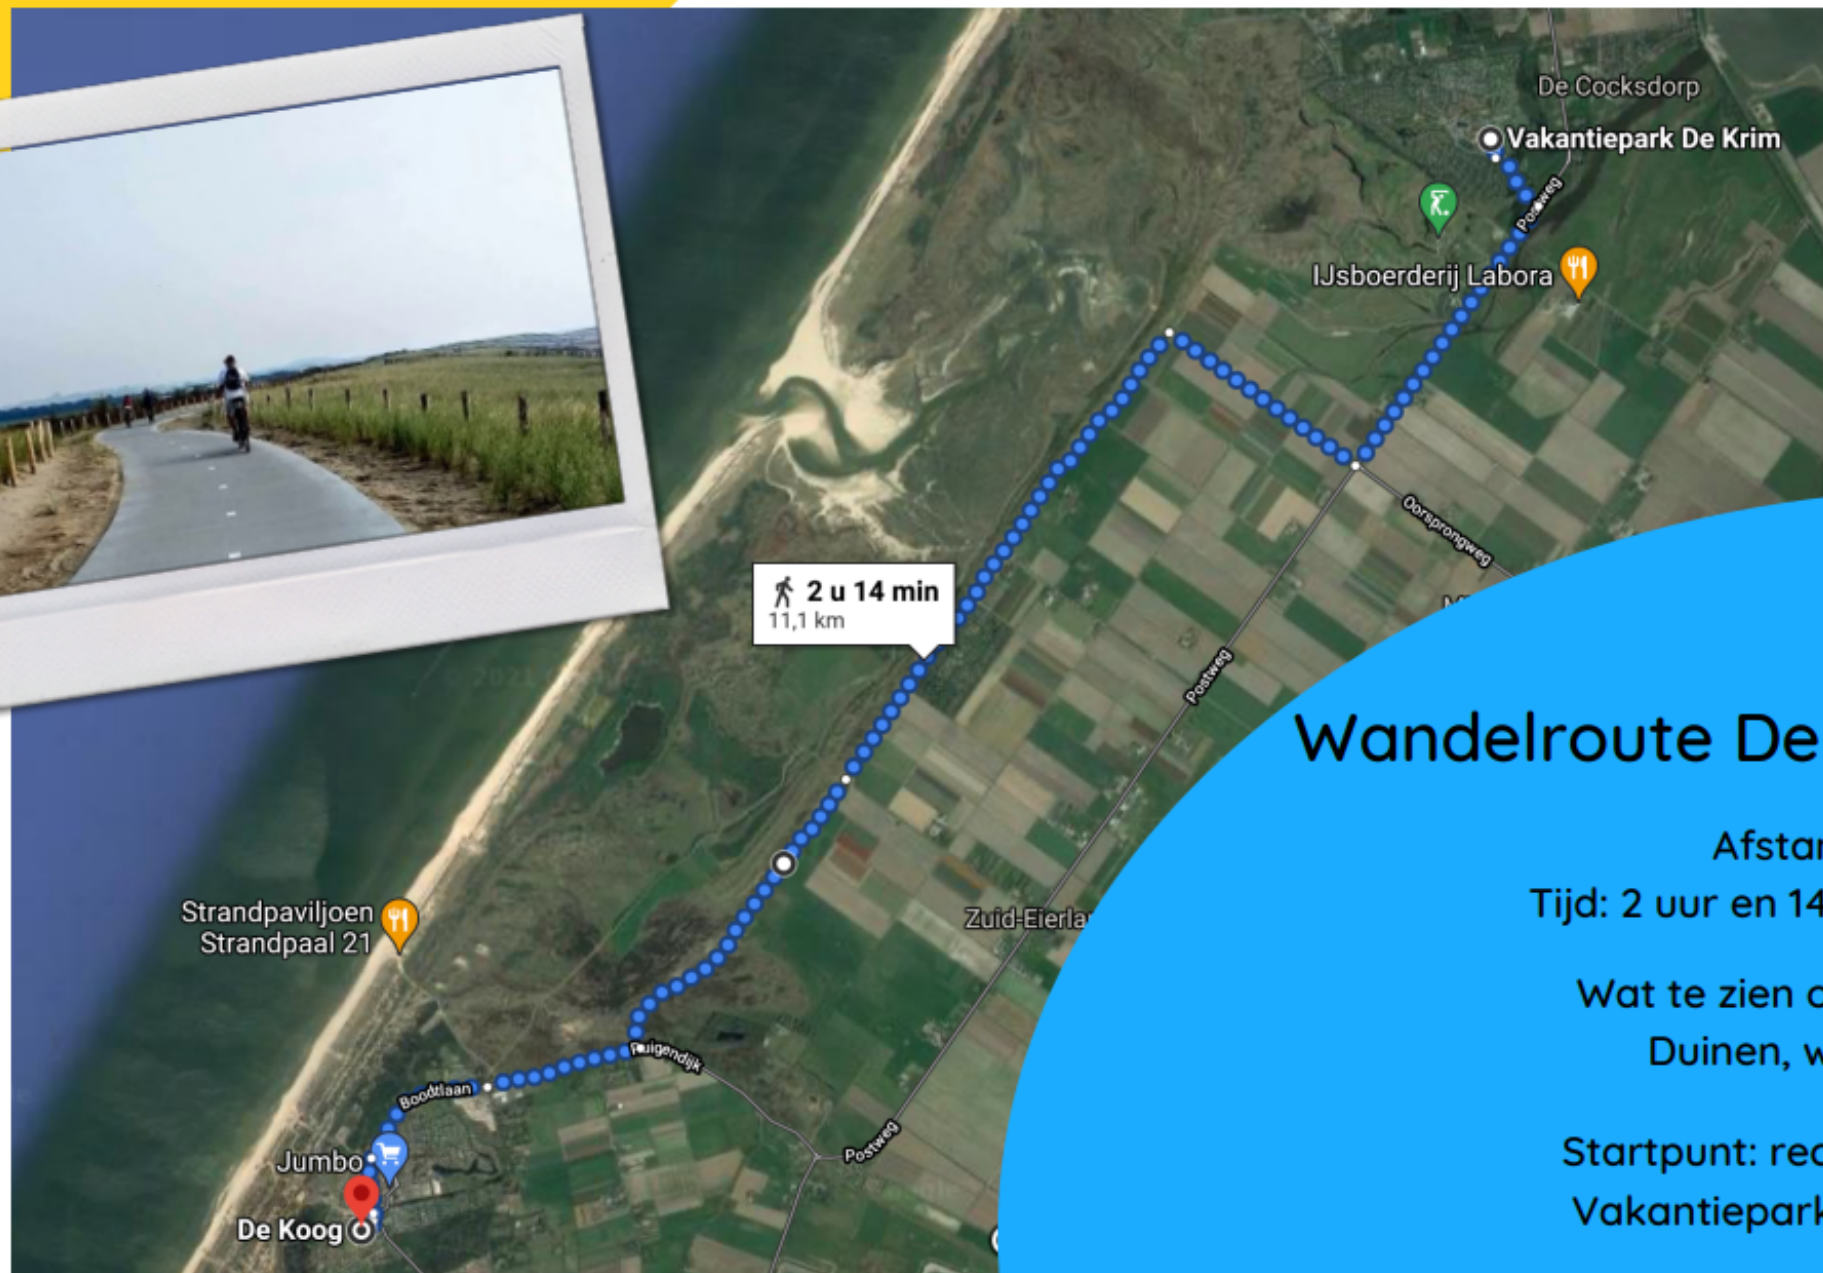 De Cocksdorp
Vakantiepark De Krim
Postweg
IJsboerderij Labora
Oorsprongweg
2 u 14 min
11,1 km
Postweg
Wandelroute De
Tijd: 2 uur en 14
Strandpaviljoen
Strandpaal 21
Zuid-Eierla
Wat te zien
Duinen, w
Ruigendijk
Boodtlaan
Postweg
Jumbo
Startpunt:
Vakantiepark
De Koog